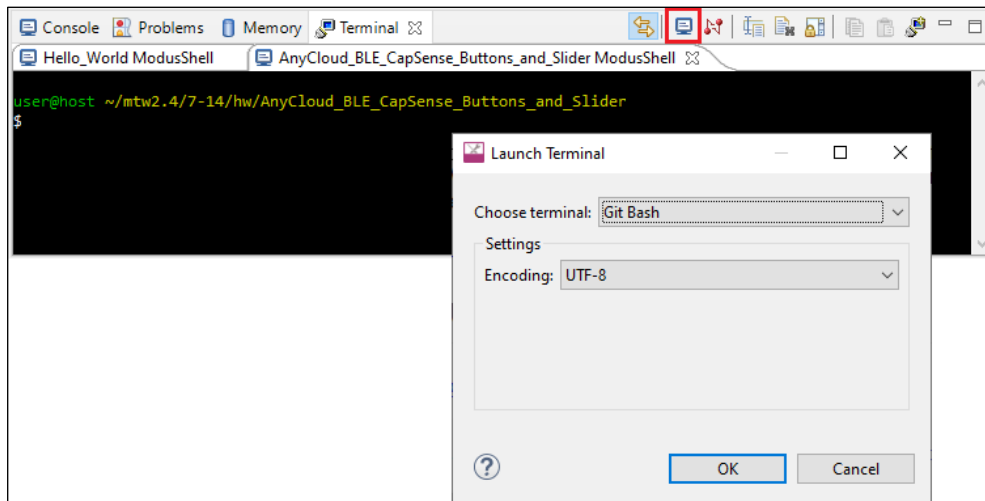 Console Problems Memory Terminal
Hello_World ModusShell AnyCloud_BLE_CapSense_Buttons_and_Slider ModusShell
user@host ~/mtw2.4/7-14/hw/AnyCloud_BLE_CapSense_Buttons_and_Slider
$
Launch Terminal
Choose terminal: Git Bash
Settings
Encoding: UTF-8
?
OK Cancel